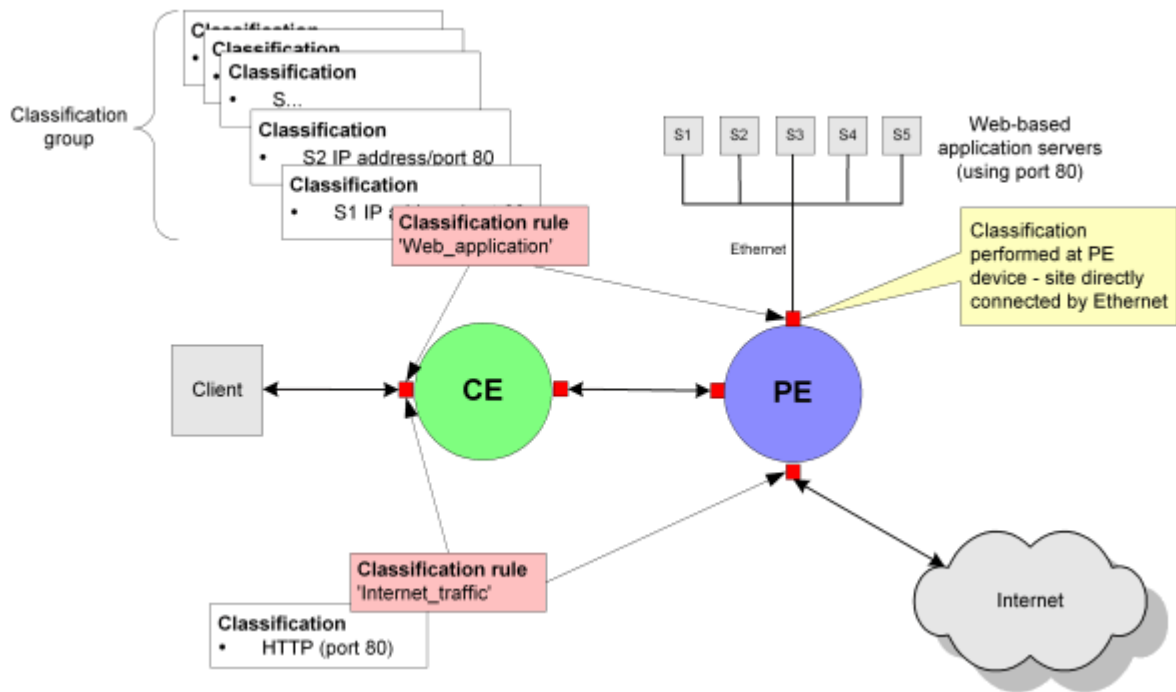 Classification
Classification
Classification
• S...
Classification
• S2 IP address/port 80
Classification
• S1 IP
Classification
group
Classification rule
'Web_application'
S1 S2 S3 S4 S5
Web-based
application servers
(using port 80)
Ethernet
Classification
performed at PE
device - site directly
connected by Ethernet
Client
CE
PE
Classification rule
'Internet_traffic'
Classification
• HTTP (port 80)
Internet